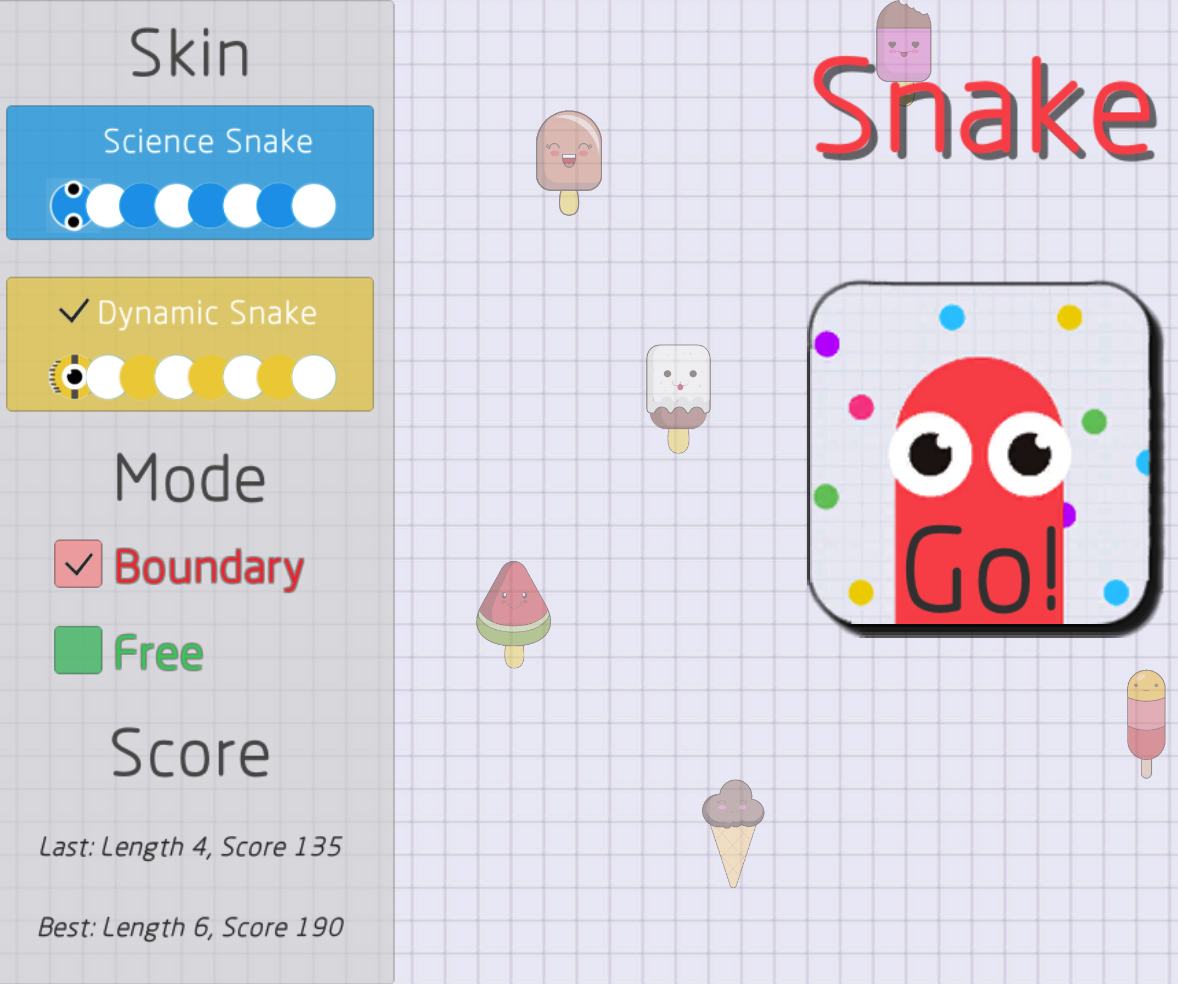 Skin
Science Snake
Dynamic Snake
Mode
Boundary
Free
Score
Last: Length 4, Score 135
Best: Length 6, Score 190
Snake
Go!